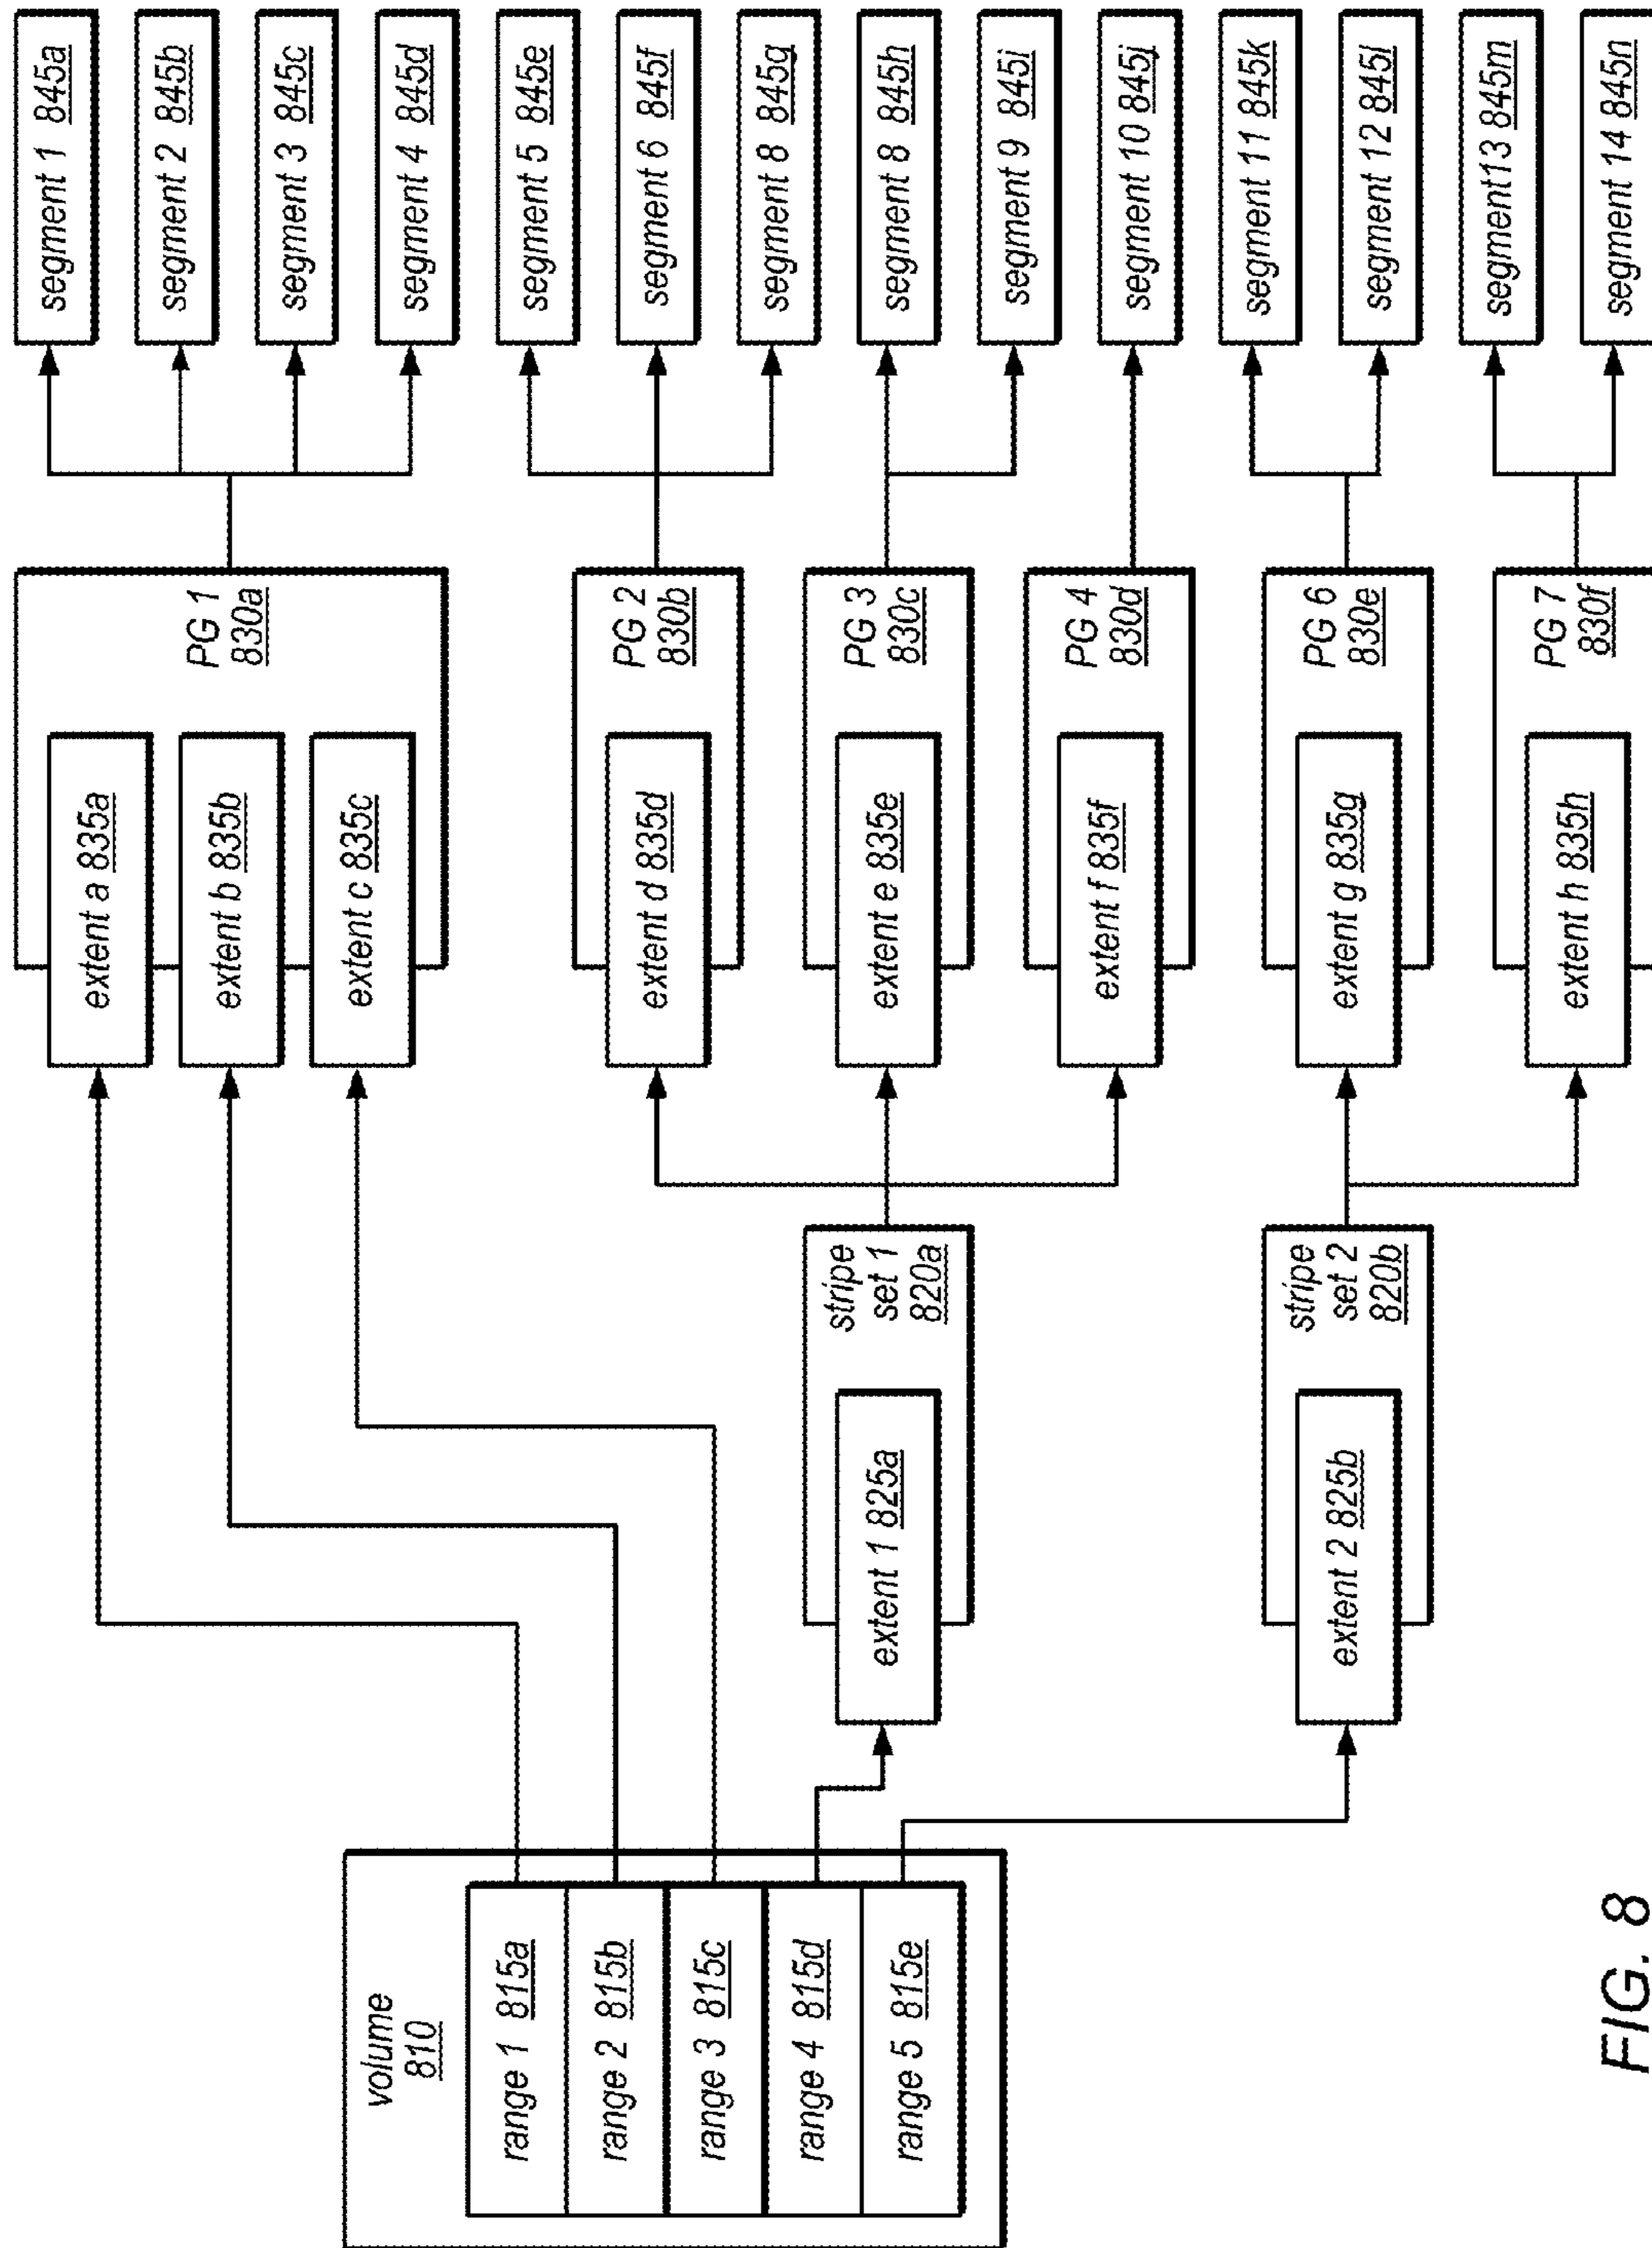 volume
810
range 1 815a
range 2 815b
range 3 815c
range 4 815d
range 5 815e
extent 1 825a
stripe
set 1
820a
extent 2 825b
stripe
set 2
820b
extent a 835a
extent b 835b
extent c 835c
PG 1
830a
extent d 835d
PG 2
830b
extent e 835e
PG 3
830c
extent f 835f
PG 4
830d
extent g 835g
PG 6
830e
extent h 835h
PG 7
830f
segment 1 845a
segment 2 845b
segment 3 845c
segment 4 845d
segment 5 845e
segment 6 845f
segment 8 845g
segment 8 845h
segment 9 845i
segment 10 845j
segment 11 845k
segment 12 845l
segment13 845m
segment 14 845n
FIG. 8